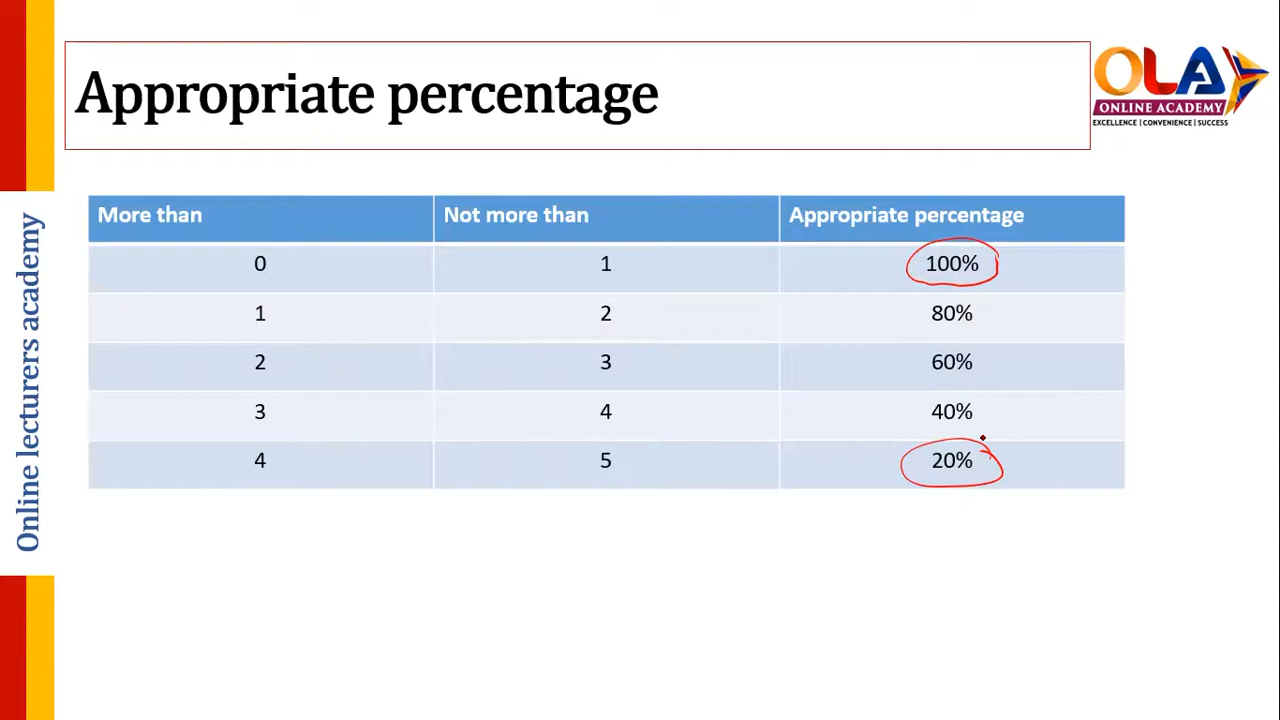 Appropriate percentage
OLA
ONLINE ACADEMY
EXCELLENCE | CONVENIENCE | SUCCESS
Online lecturers academy
More than Not more than Appropriate percentage
0 1 100%
1 2 80%
2 3 60%
3 4 40%
4 5 20%